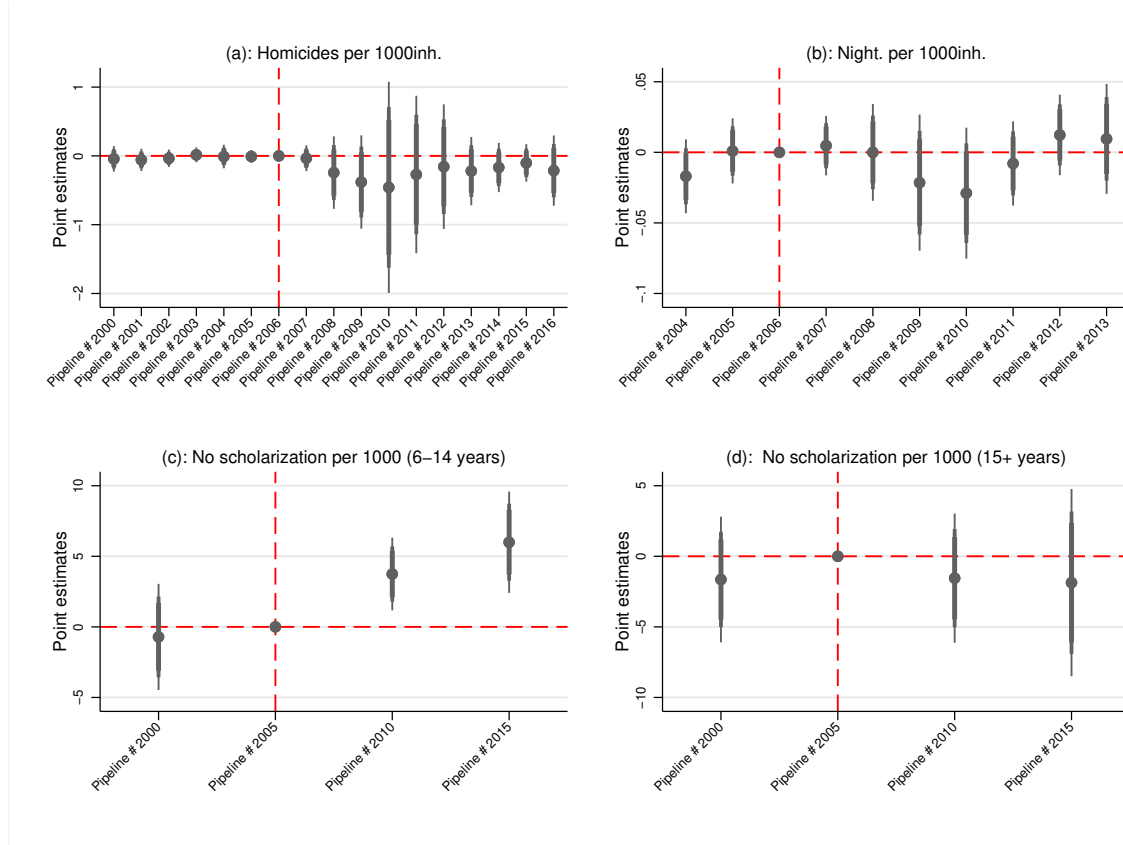 (a): Homicides per 1000inh.
Point estimates
1
0
−1
−2
Pipeline # 2000
Pipeline # 2001
Pipeline # 2002
Pipeline # 2003
Pipeline # 2004
Pipeline # 2005
Pipeline # 2006
Pipeline # 2007
Pipeline # 2008
Pipeline # 2009
Pipeline # 2010
Pipeline # 2011
Pipeline # 2012
Pipeline # 2013
Pipeline # 2014
Pipeline # 2015
Pipeline # 2016
(b): Night. per 1000inh.
Point estimates
.05
0
−.05
−.1
Pipeline # 2004
Pipeline # 2005
Pipeline # 2006
Pipeline # 2007
Pipeline # 2008
Pipeline # 2009
Pipeline # 2010
Pipeline # 2011
Pipeline # 2012
Pipeline # 2013
(c): No scholarization per 1000 (6−14 years)
Point estimates
10
5
0
−5
Pipeline # 2000
Pipeline # 2005
Pipeline # 2010
Pipeline # 2015
(d): No scholarization per 1000 (15+ years)
Point estimates
5
0
−5
−10
Pipeline # 2000
Pipeline # 2005
Pipeline # 2010
Pipeline # 2015